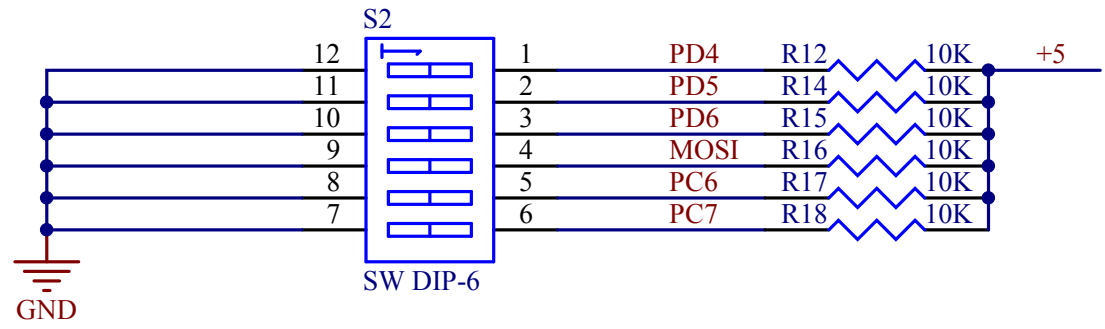 S2
12 1 PD4 R12 10K +5
11 2 PD5 R14 10K
10 3 PD6 R15 10K
9 4 MOSI R16 10K
8 5 PC6 R17 10K
7 6 PC7 R18 10K
SW DIP-6
GND